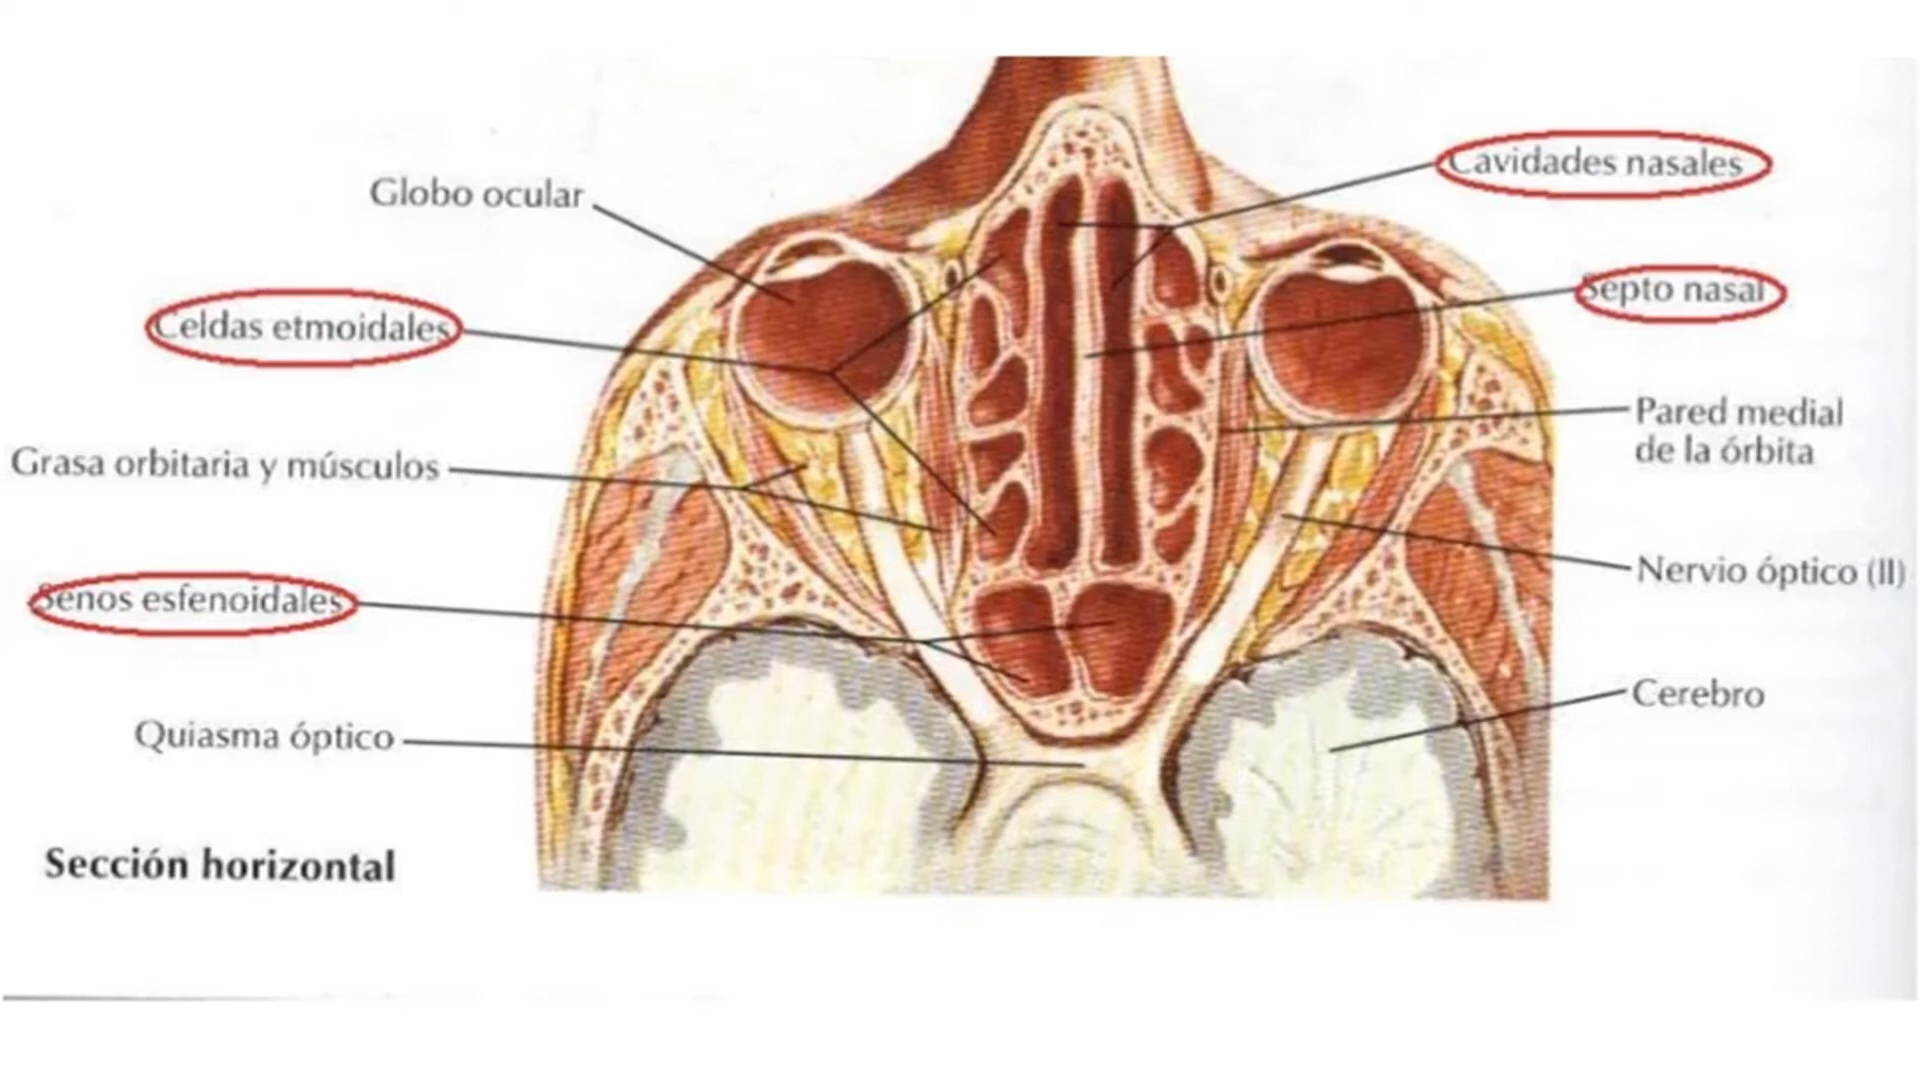 Globo ocular
Celdas etmoidales
Grasa orbitaria y músculos
Senos esfenoidales
Quiasma óptico
Sección horizontal
Cavidades nasales
Septo nasal
Pared medial
de la órbita
Nervio óptico (II)
Cerebro